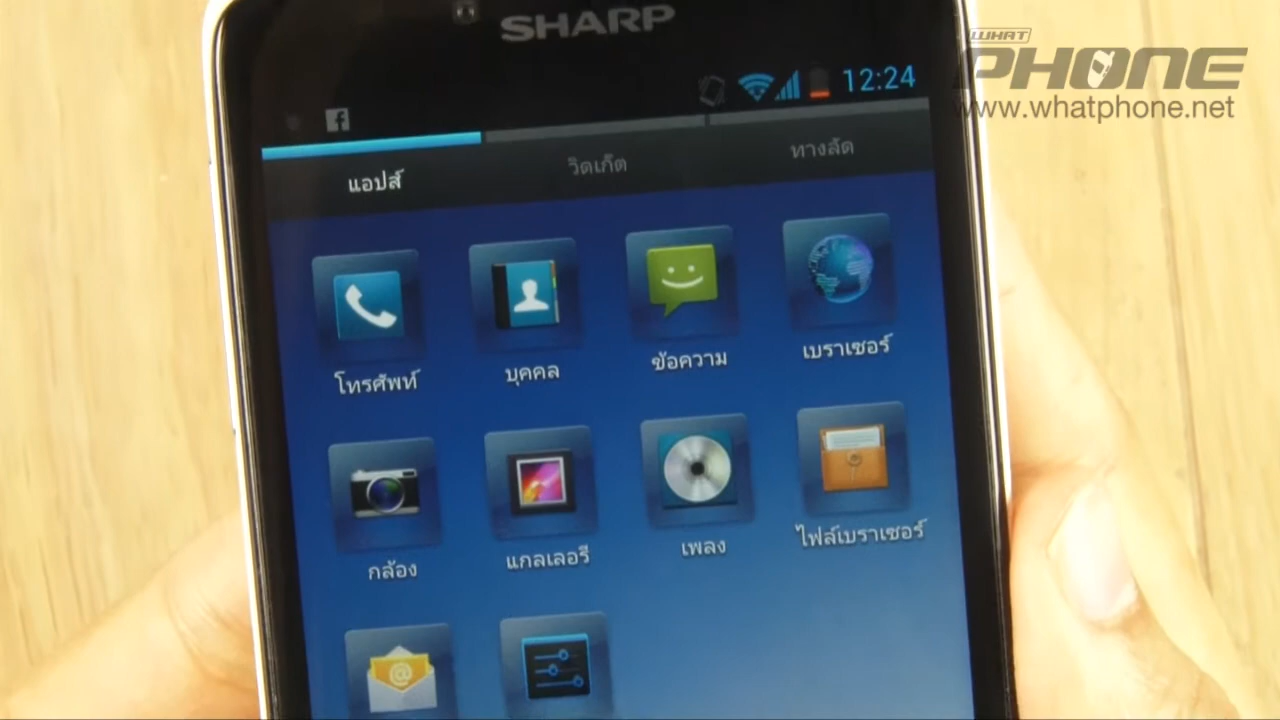 SHARP
WHAT
PHONE
www.whatphone.net
12:24
แอปส์ วิดเก๊ต ทางลัด
โทรศัพท์ บุคคล ข้อความ เบราเซอร์
กล้อง แกลเลอรี เพลง ไฟล์เบราเซอร์